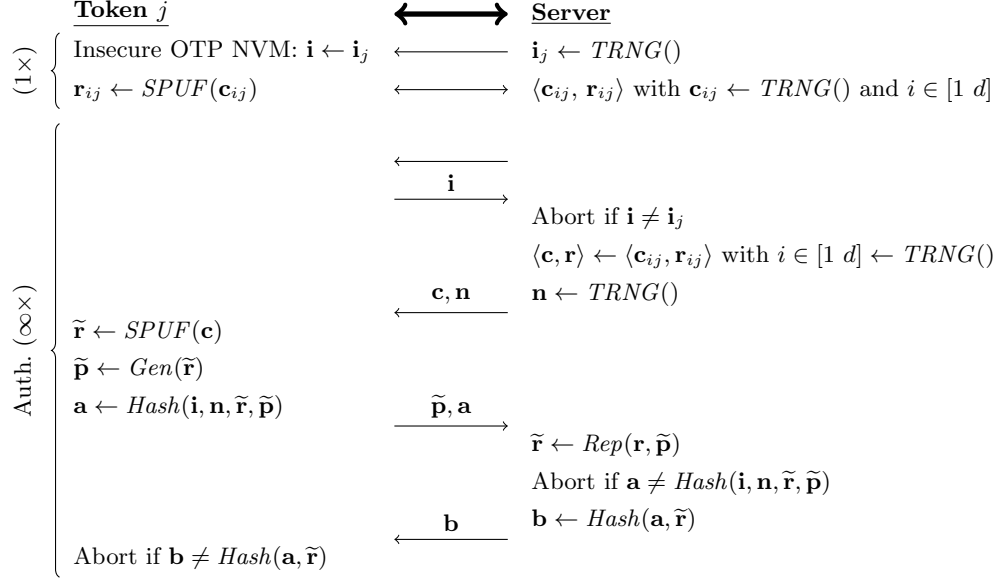 Token j Server
(1×)
Insecure OTP NVM: i ← i_j i_j ← TRNG()
r_ij ← SPUF(c_ij) ⟨c_ij, r_ij⟩ with c_ij ← TRNG() and i ∈ [1 d]
Auth. (∞×)
i
Abort if i ≠ i_j
⟨c, r⟩ ← ⟨c_ij, r_ij⟩ with i ∈ [1 d] ← TRNG()
c, n n ← TRNG()
r̃ ← SPUF(c)
p̃ ← Gen(r̃)
a ← Hash(i, n, r̃, p̃) p̃, a
r̃ ← Rep(r, p̃)
Abort if a ≠ Hash(i, n, r̃, p̃)
b b ← Hash(a, r̃)
Abort if b ≠ Hash(a, r̃)